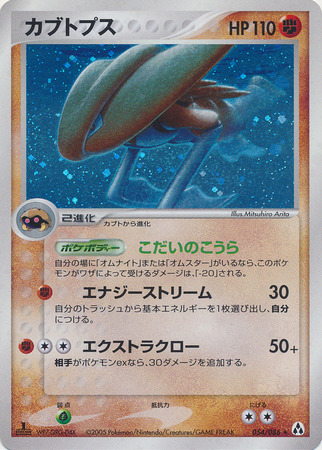 カブトプス HP110
Illus. Mitsuhiro Arita
2進化 カブトから進化
ポケボディー こだいのこうら
自分の場に「オムナイト」または「オムスター」がいるなら、このポケ
モンがワザによって受けるダメージは、「-20」される。
エナジーストリーム 30
自分のトラッシュから基本エネルギーを1枚選び出し、自分
につける。
エクストラクロー 50+
相手がポケモンexなら、30ダメージを追加する。
弱点 抵抗力 にげる
©2005 Pokémon/Nintendo/Creatures/GAME FREAK
054/086 ★